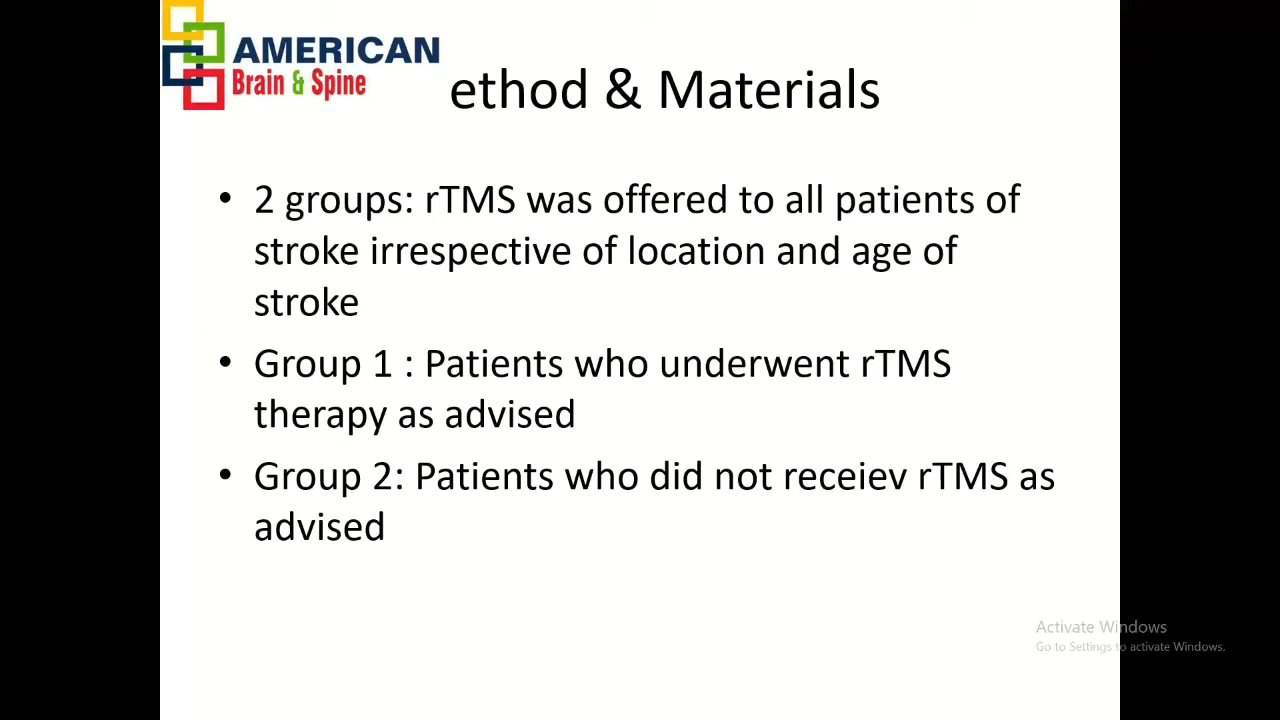 AMERICAN
Brain & Spine
ethod & Materials
• 2 groups: rTMS was offered to all patients of
stroke irrespective of location and age of
stroke
• Group 1 : Patients who underwent rTMS
therapy as advised
• Group 2: Patients who did not receiev rTMS as
advised
Activate Windows
Go to Settings to activate Windows.